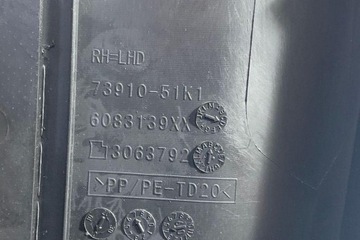 RH-LHD
73910-51K1
6083139XX
3063792
>PP/PE-TD20<